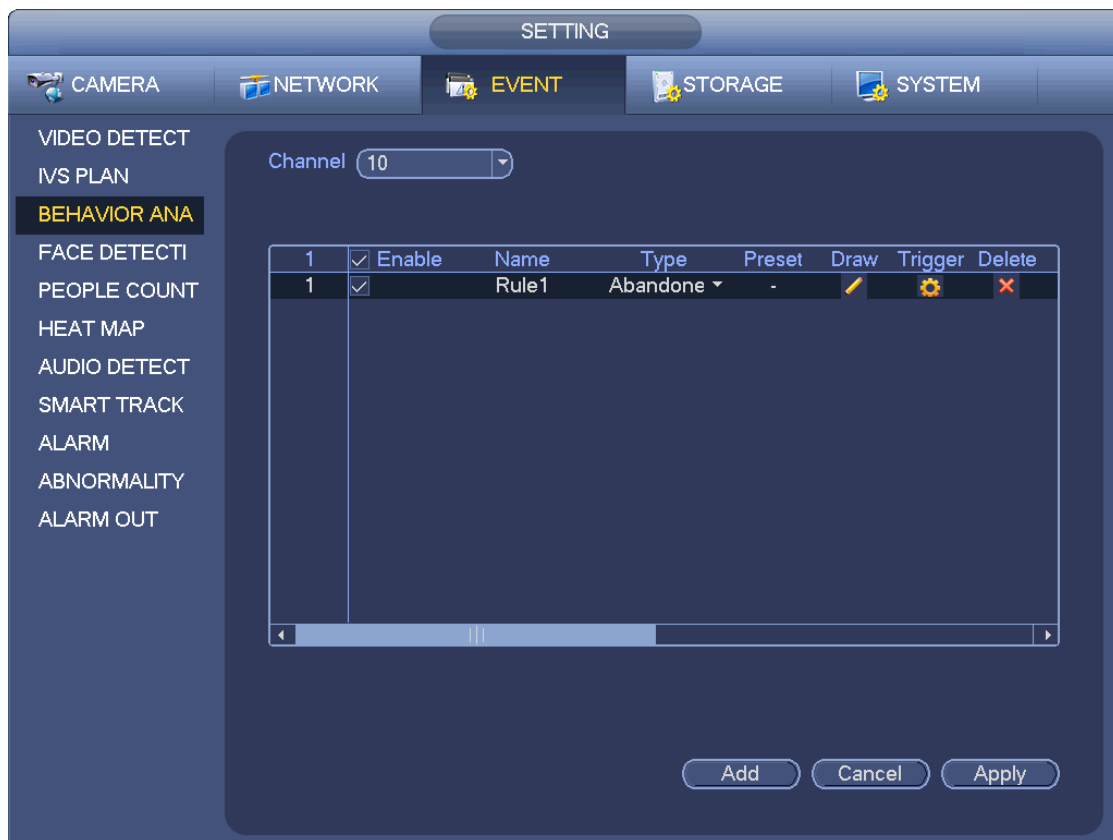 SETTING
CAMERA NETWORK EVENT STORAGE SYSTEM
VIDEO DETECT
IVS PLAN
BEHAVIOR ANA
FACE DETECTI
PEOPLE COUNT
HEAT MAP
AUDIO DETECT
SMART TRACK
ALARM
ABNORMALITY
ALARM OUT
Channel 10
1 Enable Name Type Preset Draw Trigger Delete
1 Rule1 Abandone -
Add Cancel Apply